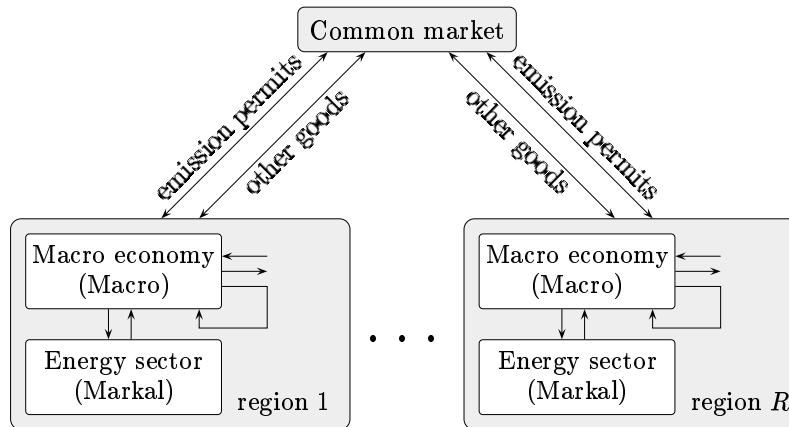 Common market
emission permits
other goods
other goods
emission permits
Macro economy
(Macro)
Energy sector
(Markal)
region 1
. . .
Macro economy
(Macro)
Energy sector
(Markal)
region R